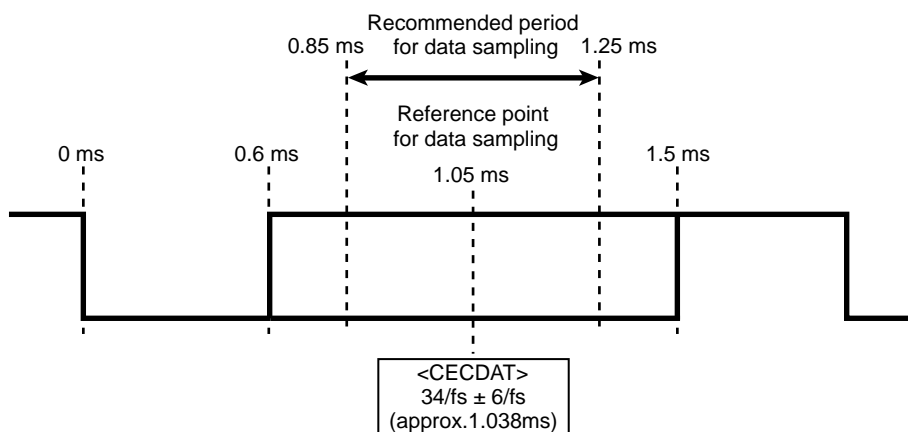 Recommended period
for data sampling
0.85 ms
1.25 ms
Reference point
for data sampling
0 ms
0.6 ms
1.05 ms
1.5 ms
<CECDAT>
34/fs ± 6/fs
(approx.1.038ms)